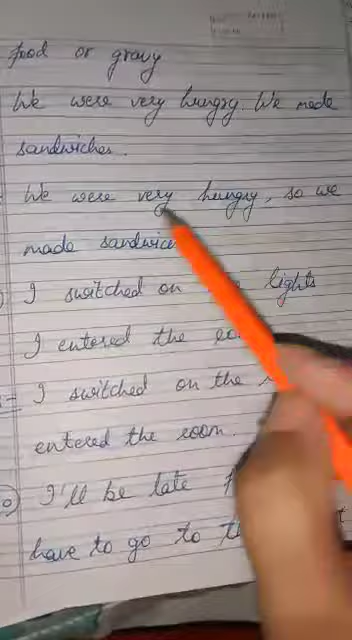 food or gravy
We were very hungry. We made
sandwiches.
We were very hungry, so we
made
I switched on the lights
I entered the
I switched on the
entered the room.
I'll be late
have to go to